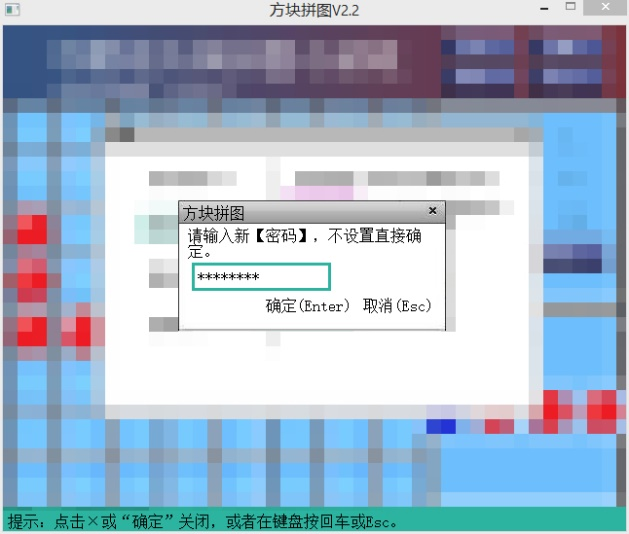 方块拼图V2.2
方块拼图
请输入新【密码】，不设置直接确
定。
********
确定(Enter) 取消(Esc)
提示：点击×或“确定”关闭，或者在键盘按回车或Esc。